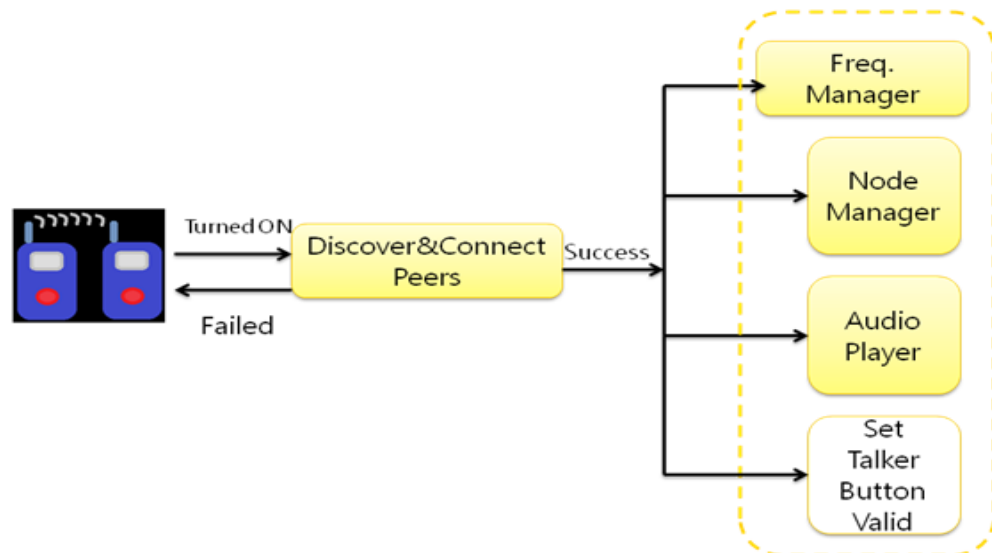 Turned ON
Failed
Discover&Connect
Peers
Success
Freq.
Manager
Node
Manager
Audio
Player
Set
Talker
Button
Valid